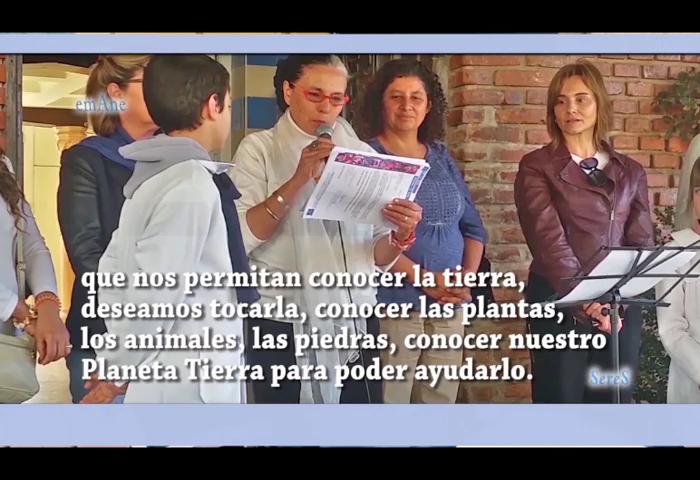 emAne
que nos permitan conocer la tierra,
deseamos tocarla, conocer las plantas,
los animales, las piedras, conocer nuestro
Planeta Tierra para poder ayudarlo.
SereS